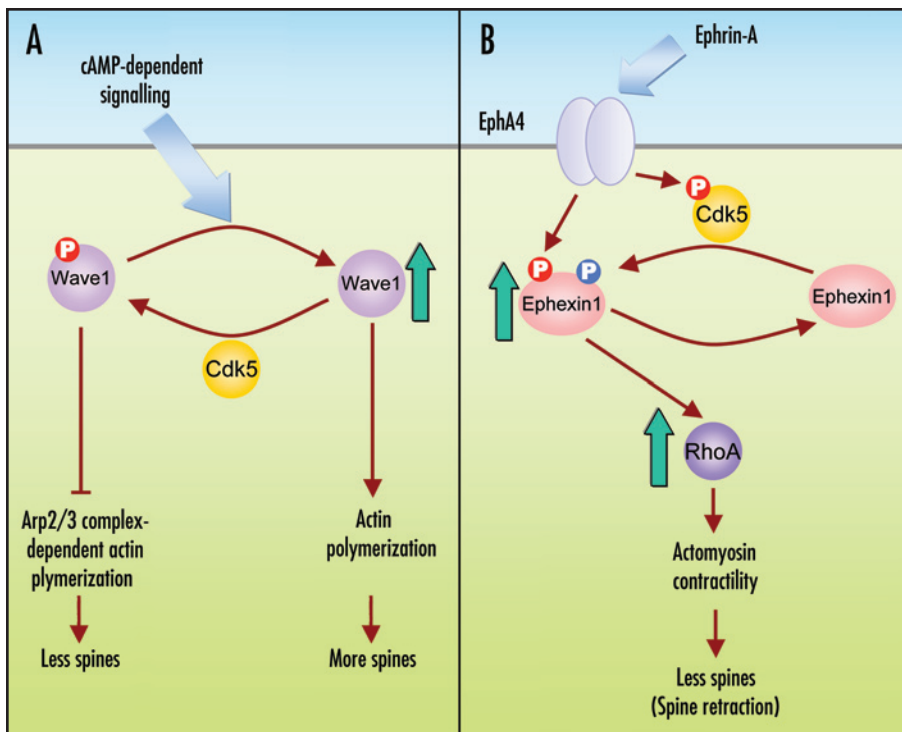 A
cAMP-dependent
signalling
P
Wave1
Wave1
Cdk5
Arp2/3 complex-
dependent actin
plymerization
Actin
polymerization
Less spines
More spines
B
Ephrin-A
EphA4
P
Cdk5
P
P
Ephexin1
Ephexin1
RhoA
Actomyosin
contractility
Less spines
(Spine retraction)